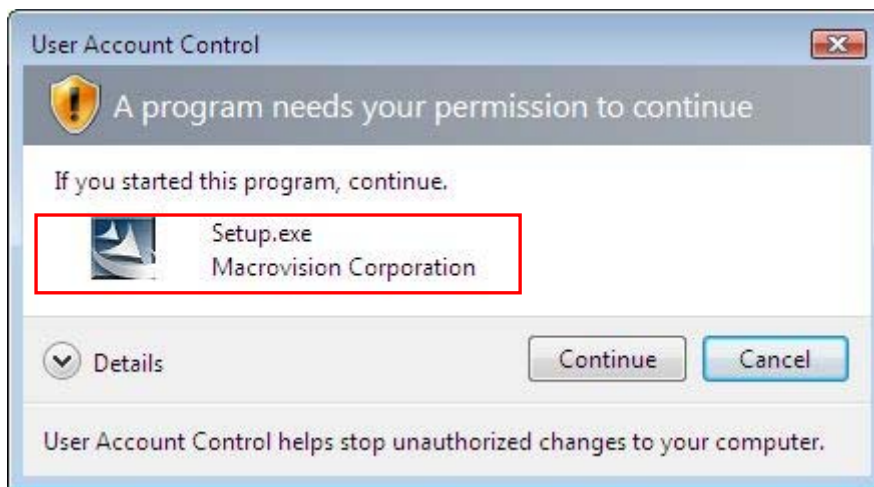 User Account Control
A program needs your permission to continue
If you started this program, continue.
Setup.exe
Macrovision Corporation
Details
Continue
Cancel
User Account Control helps stop unauthorized changes to your computer.